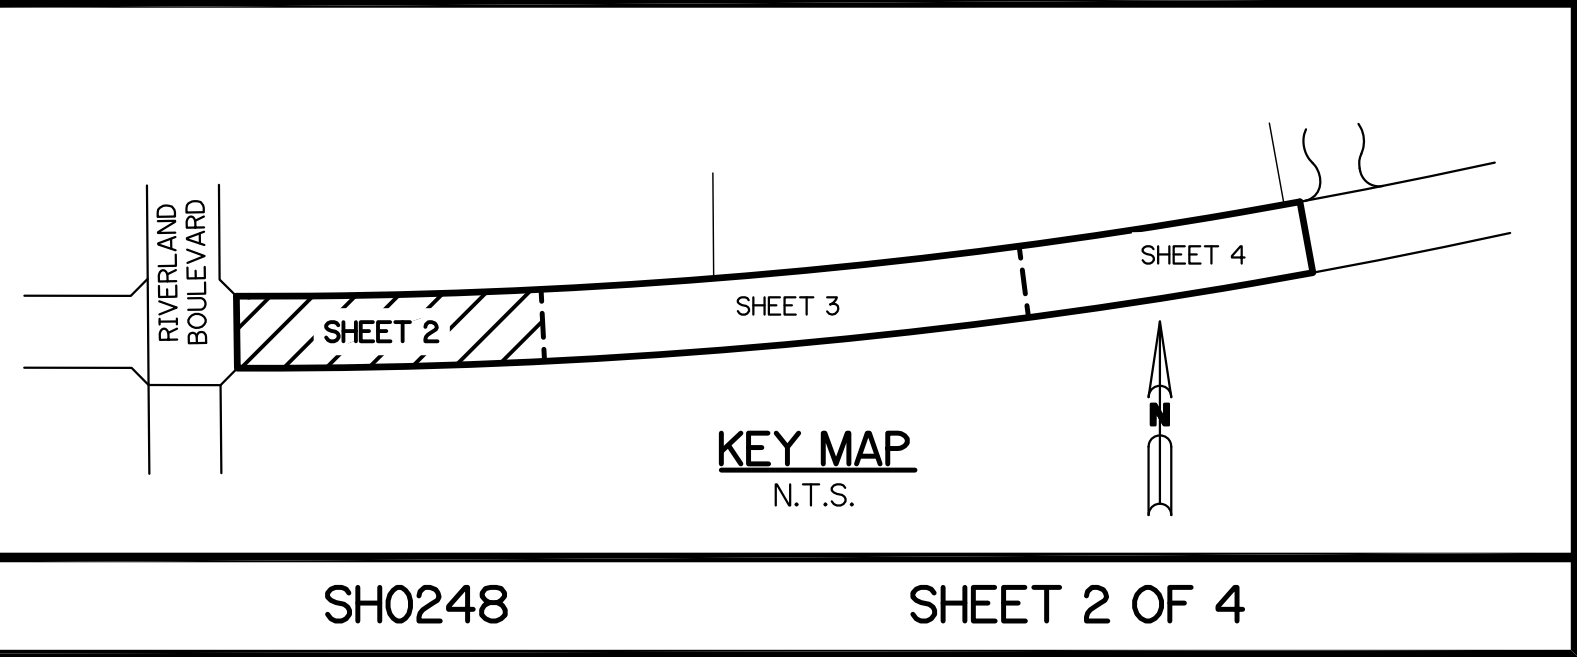 RIVERLAND
BOULEVARD
SHEET 2
SHEET 3
SHEET 4
KEY MAP
N.T.S.
N
SH0248
SHEET 2 OF 4